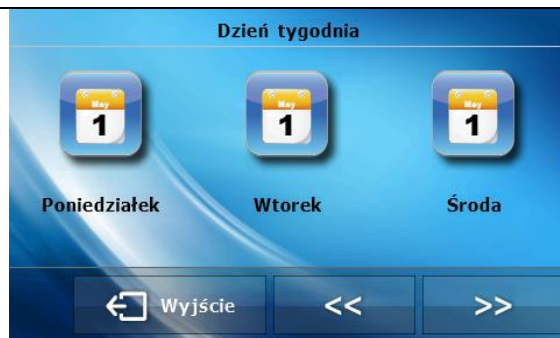 Dzień tygodnia
May May May
1 1 1
Poniedziałek Wtorek Środa
Wyjście << >>